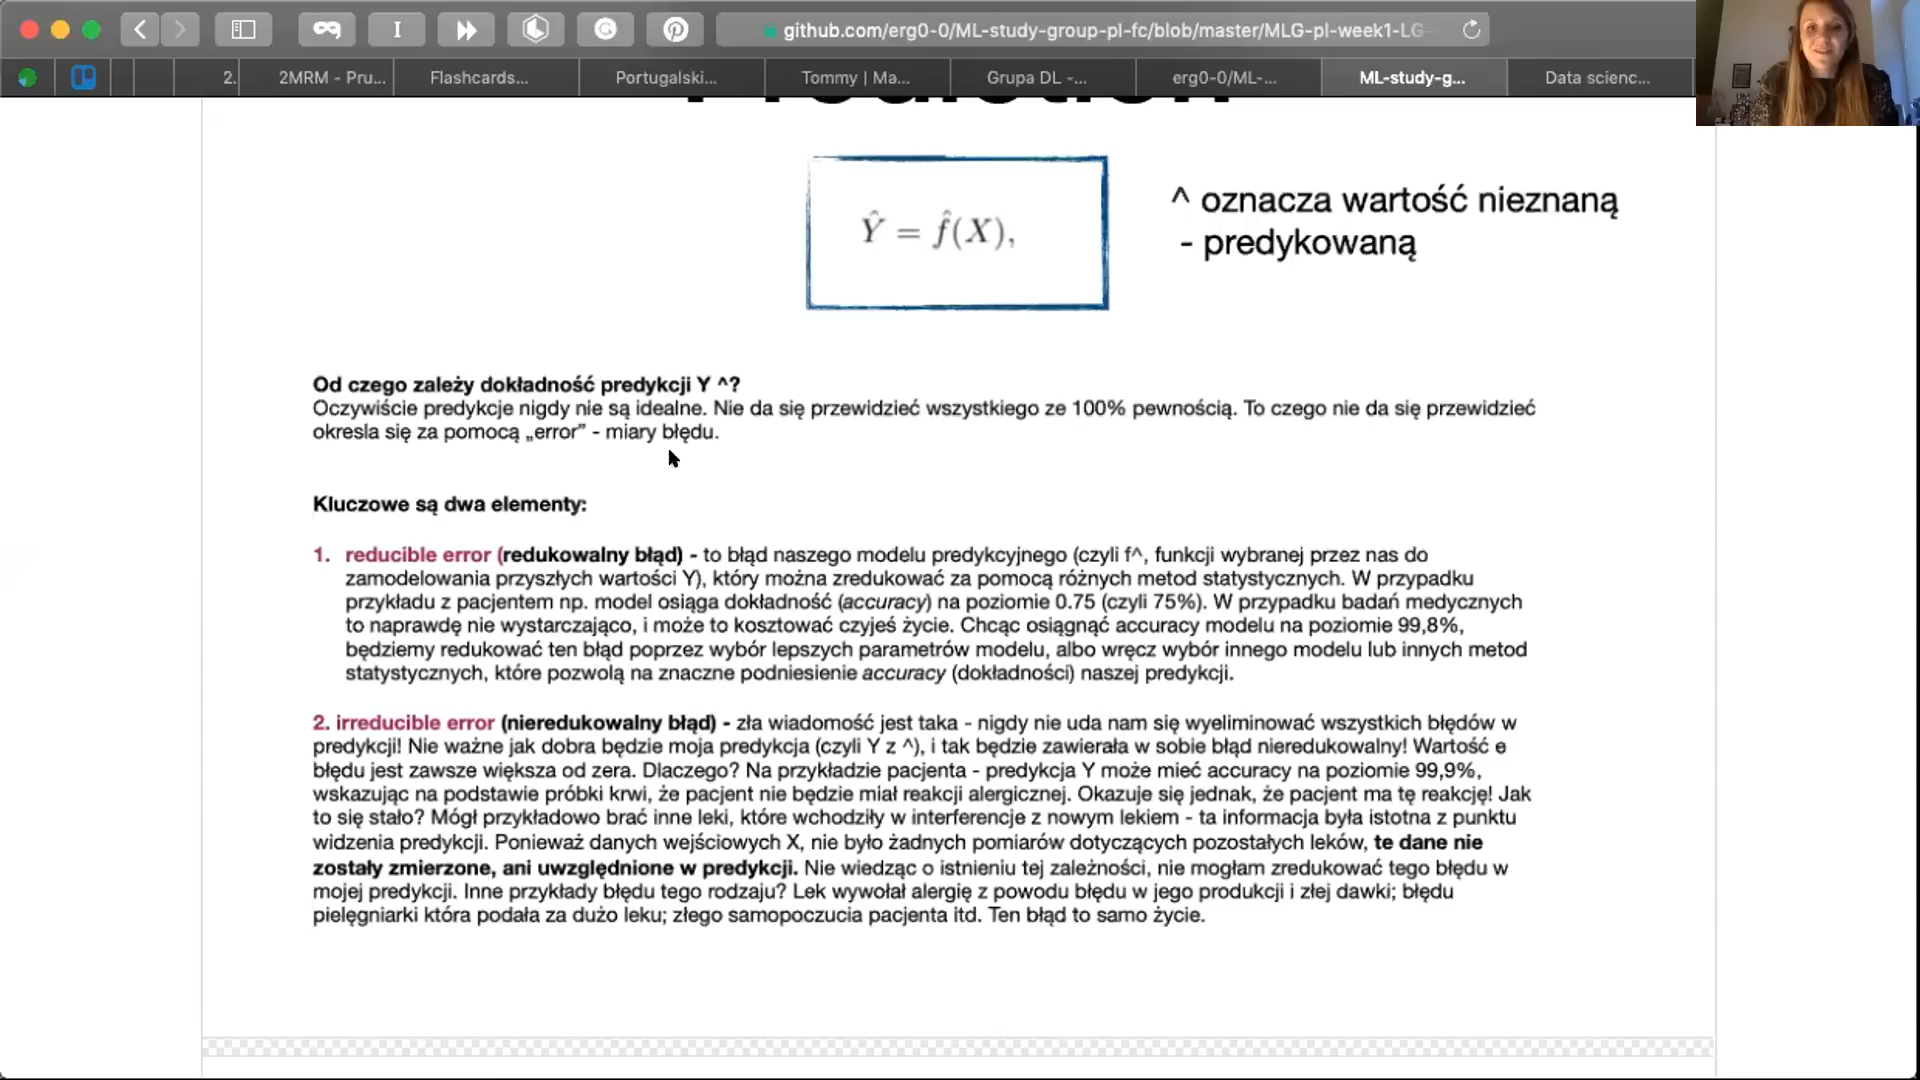 github.com/erg0-0/ML-study-group-pl-fc/blob/master/MLG-pl-week1-LG-
2.
2MRM - Pru...
Flashcards...
Portugalski...
Tommy | Ma...
Grupa DL -...
erg0-0/ML-...
ML-study-g...
Data scienc...
Ŷ = f̂(X),
^ oznacza wartość nieznaną
- predykowaną
Od czego zależy dokładność predykcji Y ^?
Oczywiście predykcje nigdy nie są idealne. Nie da się przewidzieć wszystkiego ze 100% pewnością. To czego nie da się przewidzieć
okresla się za pomocą „error” - miary błędu.
Kluczowe są dwa elementy:
1. reducible error (redukowalny błąd) - to błąd naszego modelu predykcyjnego (czyli f^, funkcji wybranej przez nas do
zamodelowania przyszłych wartości Y), który można zredukować za pomocą różnych metod statystycznych. W przypadku
przykładu z pacjentem np. model osiąga dokładność (accuracy) na poziomie 0.75 (czyli 75%). W przypadku badań medycznych
to naprawdę nie wystarczająco, i może to kosztować czyjeś życie. Chcąc osiągnąć accuracy modelu na poziomie 99,8%,
będziemy redukować ten błąd poprzez wybór lepszych parametrów modelu, albo wręcz wybór innego modelu lub innych metod
statystycznych, które pozwolą na znaczne podniesienie accuracy (dokładności) naszej predykcji.
2. irreducible error (nieredukowalny błąd) - zła wiadomość jest taka - nigdy nie uda nam się wyeliminować wszystkich błędów w
predykcji! Nie ważne jak dobra będzie moja predykcja (czyli Y z ^), i tak będzie zawierała w sobie błąd nieredukowalny! Wartość e
błędu jest zawsze większa od zera. Dlaczego? Na przykładzie pacjenta - predykcja Y może mieć accuracy na poziomie 99,9%,
wskazując na podstawie próbki krwi, że pacjent nie będzie miał reakcji alergicznej. Okazuje się jednak, że pacjent ma tę reakcję! Jak
to się stało? Mógł przykładowo brać inne leki, które wchodziły w interferencje z nowym lekiem - ta informacja była istotna z punktu
widzenia predykcji. Ponieważ danych wejściowych X, nie było żadnych pomiarów dotyczących pozostałych leków, te dane nie
zostały zmierzone, ani uwzględnione w predykcji. Nie wiedząc o istnieniu tej zależności, nie mogłam zredukować tego błędu w
mojej predykcji. Inne przykłady błędu tego rodzaju? Lek wywołał alergię z powodu błędu w jego produkcji i złej dawki; błędu
pielęgniarki która podała za dużo leku; złego samopoczucia pacjenta itd. Ten błąd to samo życie.